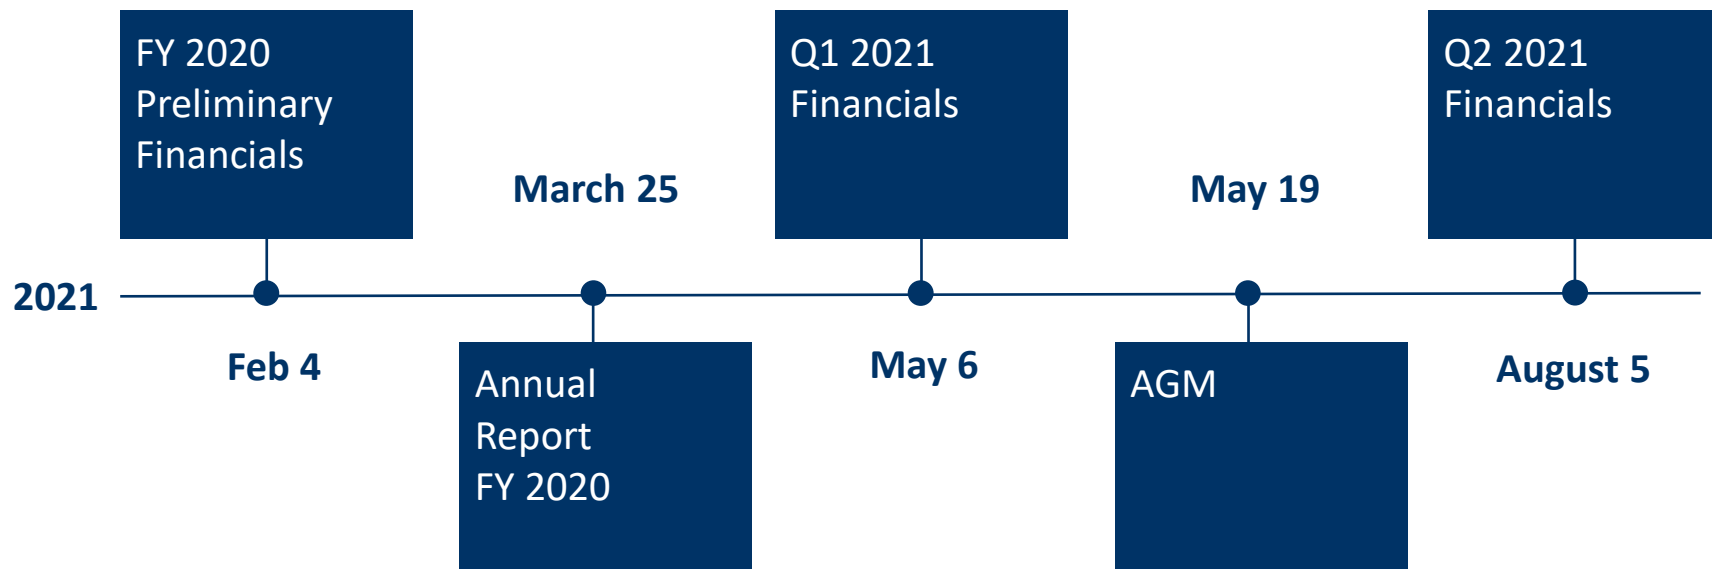 FY 2020
Preliminary
Financials
Q1 2021
Financials
Q2 2021
Financials
March 25
May 19
2021
Feb 4
May 6
August 5
Annual
Report
FY 2020
AGM